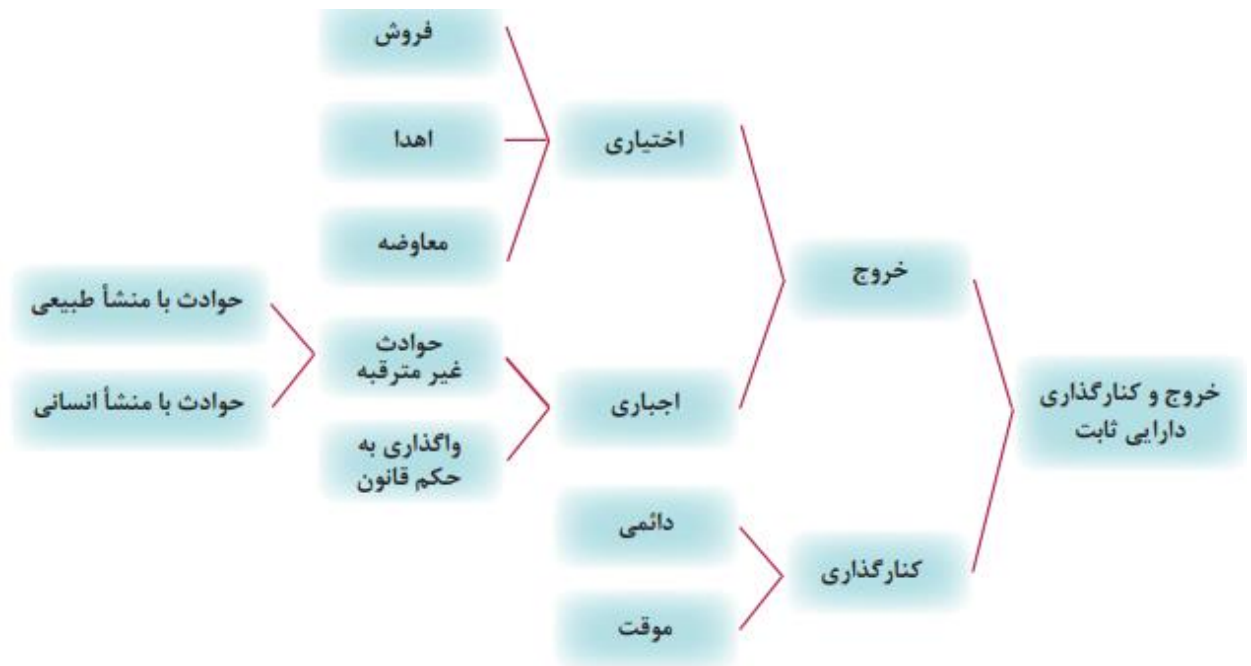 خروج و کنارگذاری
دارایی ثابت
خروج
اختیاری
فروش
اهدا
معاوضه
اجباری
حوادث
غیر مترقبه
حوادث با منشأ طبیعی
حوادث با منشأ انسانی
واگذاری به
حکم قانون
کنارگذاری
دائمی
موقت